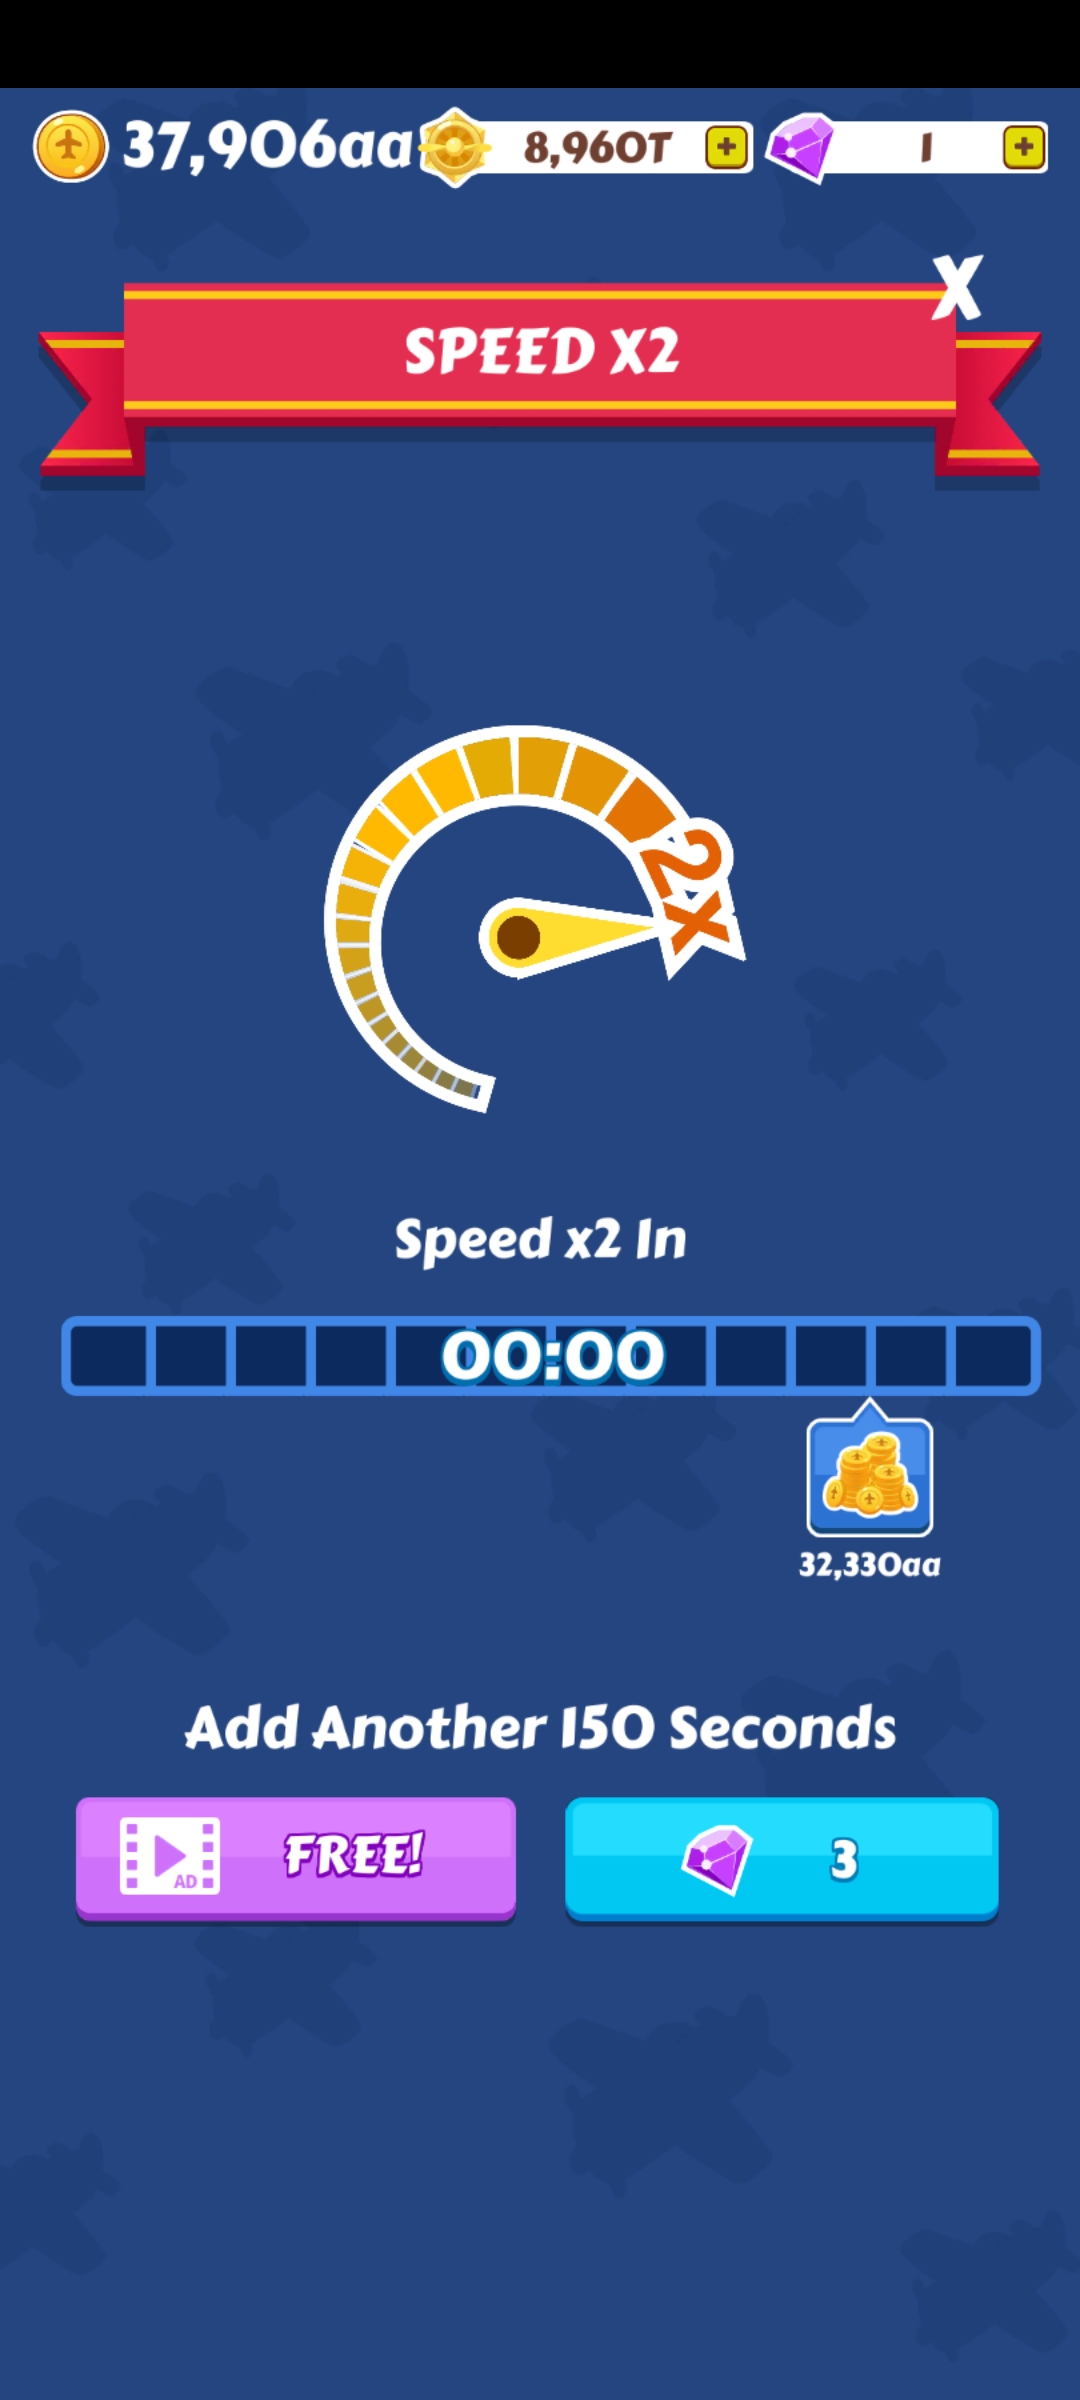 37,906aa 8,960T 1
X
SPEED X2
2x
Speed x2 In
00:00
32,330aa
Add Another 150 Seconds
AD FREE! 3